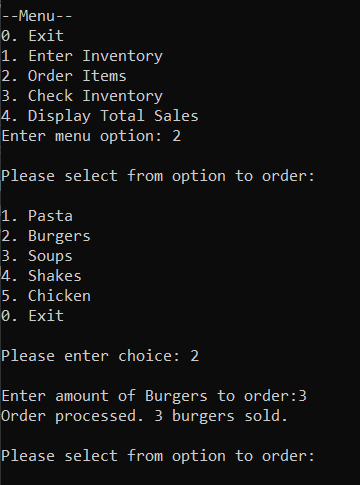 --Menu--
0. Exit
1. Enter Inventory
2. Order Items
3. Check Inventory
4. Display Total Sales
Enter menu option: 2
Please select from option to order:
1. Pasta
2. Burgers
3. Soups
4. Shakes
5. Chicken
0. Exit
Please enter choice: 2
Enter amount of Burgers to order:3
Order processed. 3 burgers sold.
Please select from option to order: